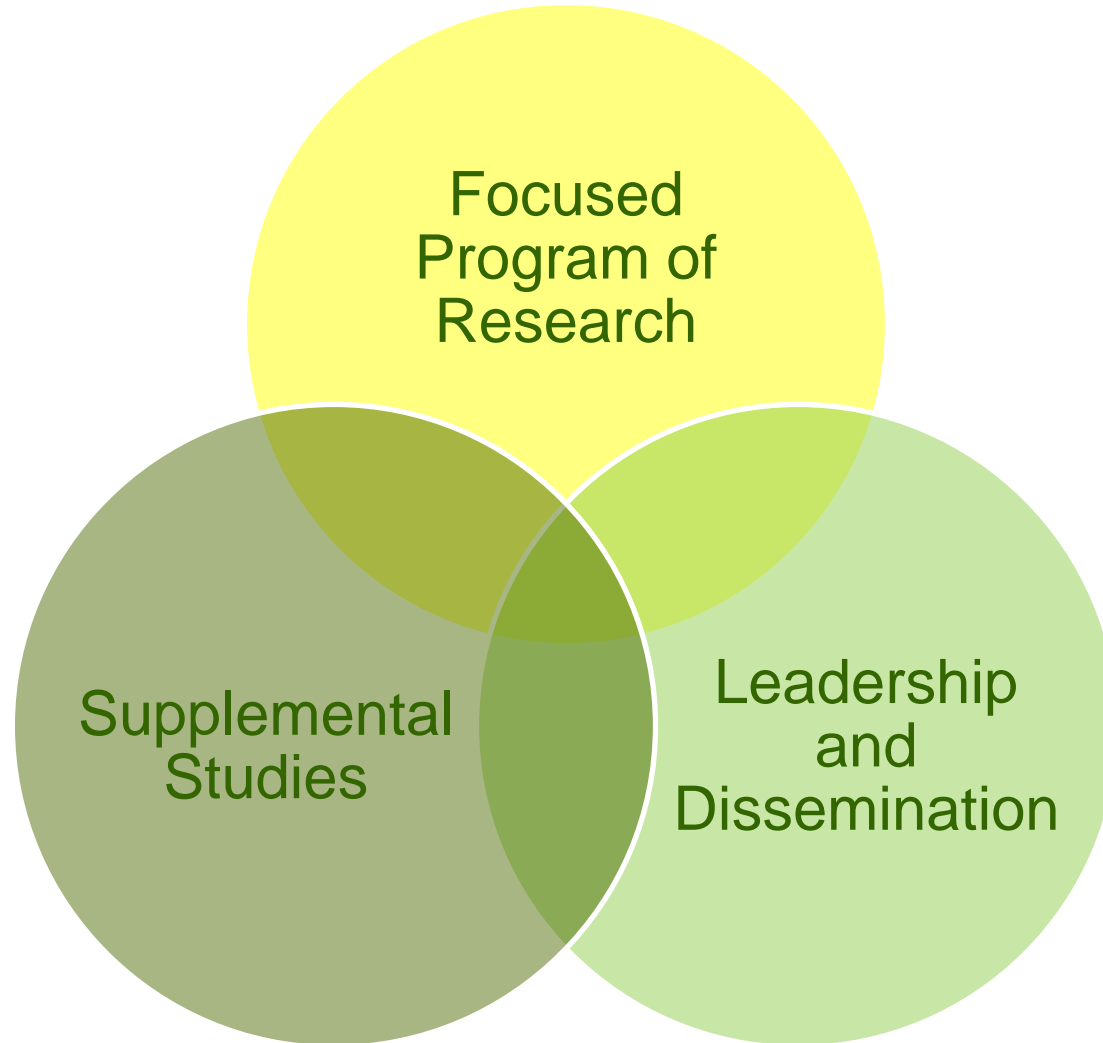 Focused
Program of
Research
Supplemental
Studies
Leadership
and
Dissemination